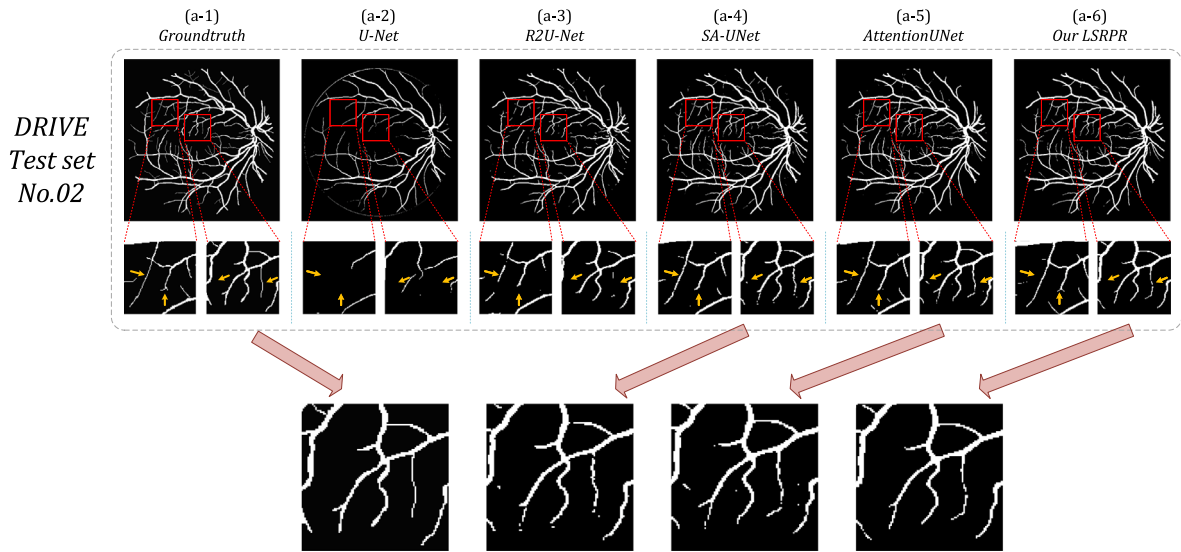 (a-1) (a-2) (a-3) (a-4) (a-5) (a-6)
Groundtruth U-Net R2U-Net SA-UNet AttentionUNet Our LSRPR
DRIVE
Test set
No.02